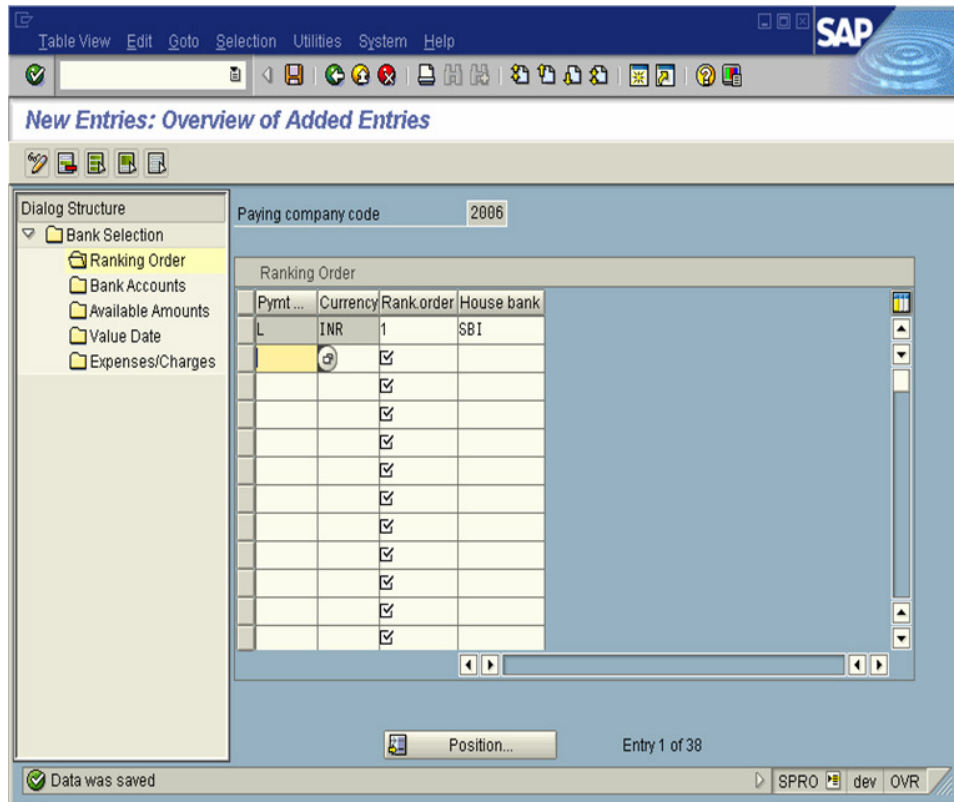 Table View Edit Goto Selection Utilities System Help
SAP
New Entries: Overview of Added Entries
Dialog Structure
Bank Selection
Ranking Order
Bank Accounts
Available Amounts
Value Date
Expenses/Charges
Paying company code 2006
Ranking Order
Pymt ... Currency Rank.order House bank
L INR 1 SBI
Position...
Entry 1 of 38
Data was saved
SPRO dev OVR